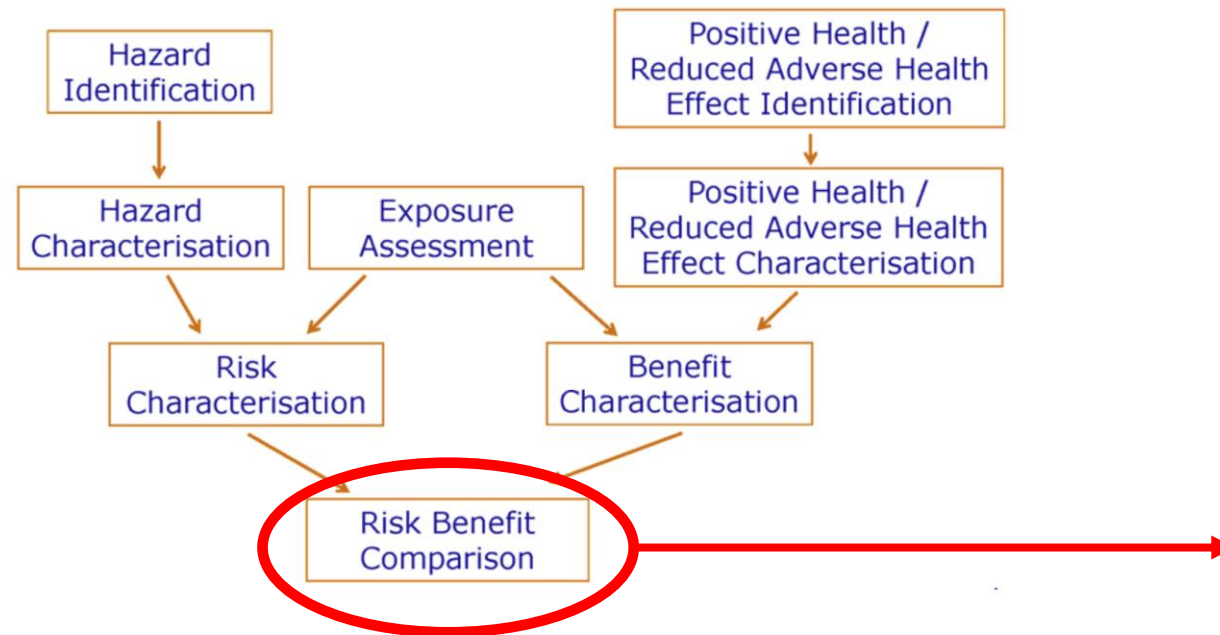 Hazard
Identification
Positive Health /
Reduced Adverse Health
Effect Identification
Hazard
Characterisation
Exposure
Assessment
Positive Health /
Reduced Adverse Health
Effect Characterisation
Risk
Characterisation
Benefit
Characterisation
Risk Benefit
Comparison